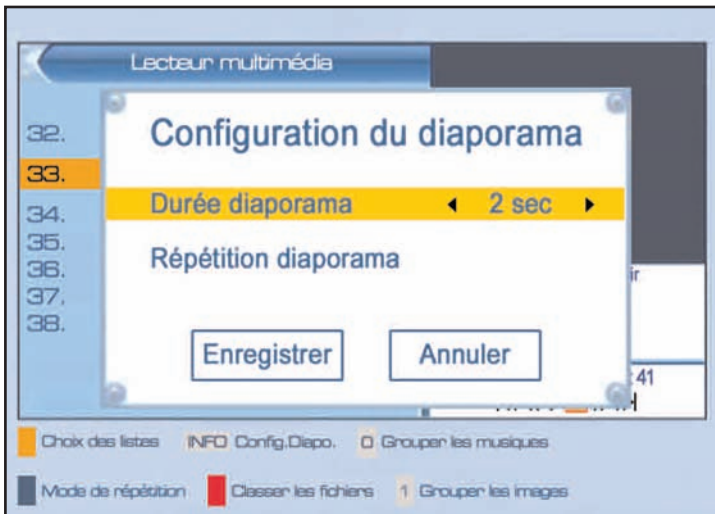 Lecteur multimédia
32.
33.
34.
35.
36.
37.
38.
Configuration du diaporama
Durée diaporama 2 sec
Répétition diaporama
Enregistrer Annuler
ir
: 41
Choix des listes INFO Config.Diapo. 0 Grouper les musiques
Mode de répétition Classer les fichiers 1 Grouper les images